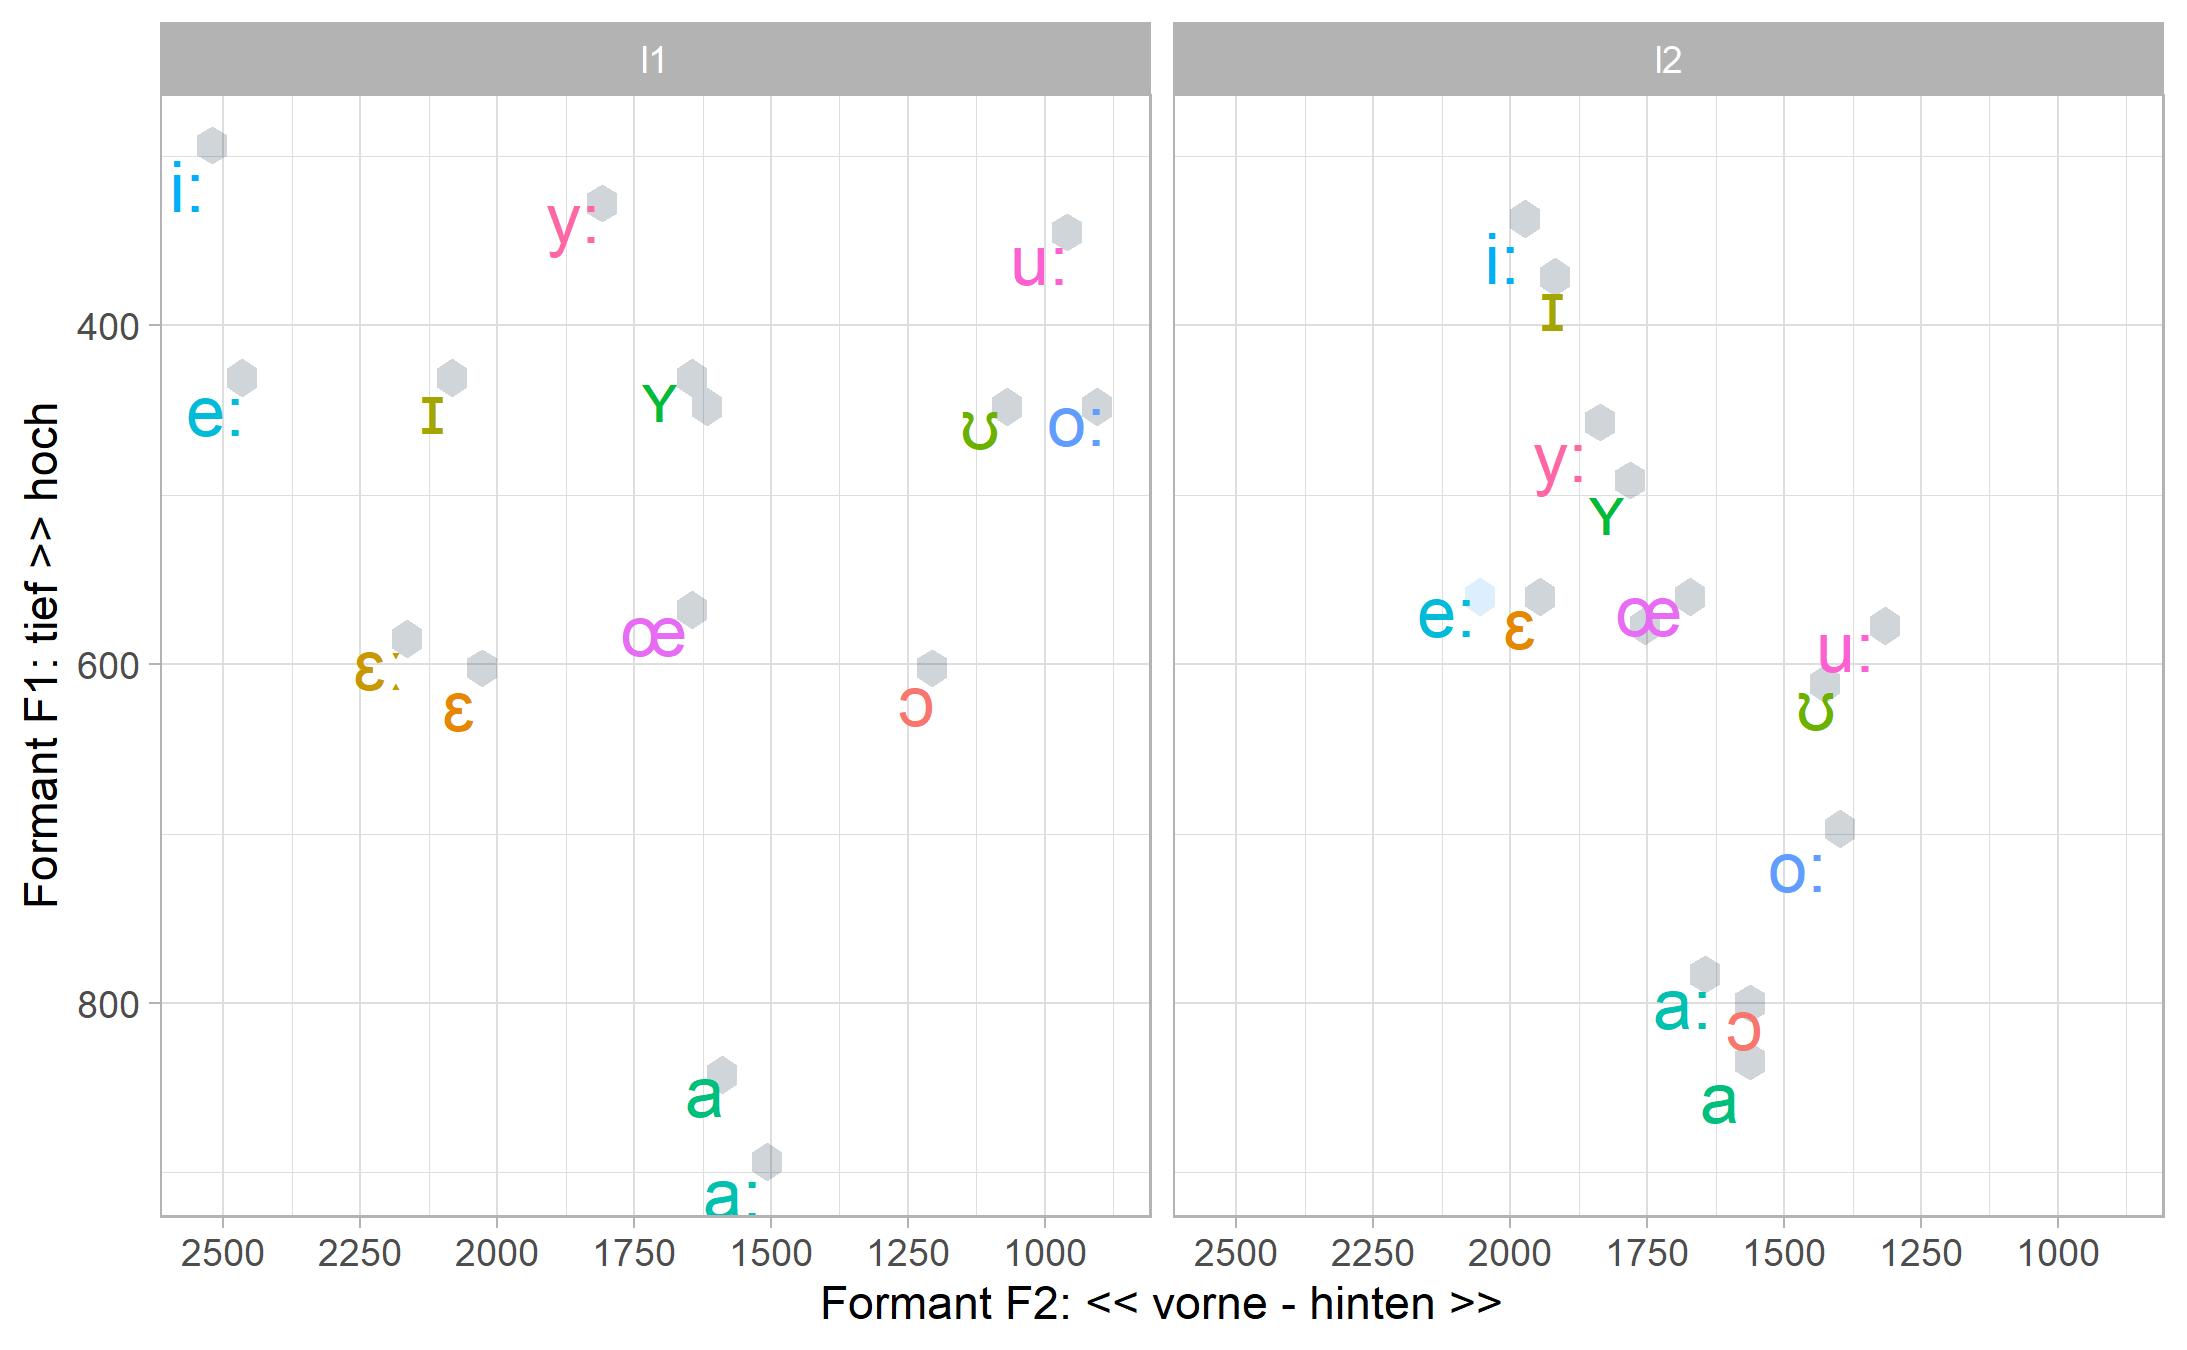 l1
l2
i:
y:
u:
e:
ɪ
ʏ
ʊ
o:
ɛː
ɛ
œ
ɔ
a
a:
i:
ɪ
y:
ʏ
e:
ɛ
œ
u:
ʊ
o:
a:
ɔ
a
400
600
800
Formant F1: tief >> hoch
2500 2250 2000 1750 1500 1250 1000
2500 2250 2000 1750 1500 1250 1000
Formant F2: << vorne - hinten >>